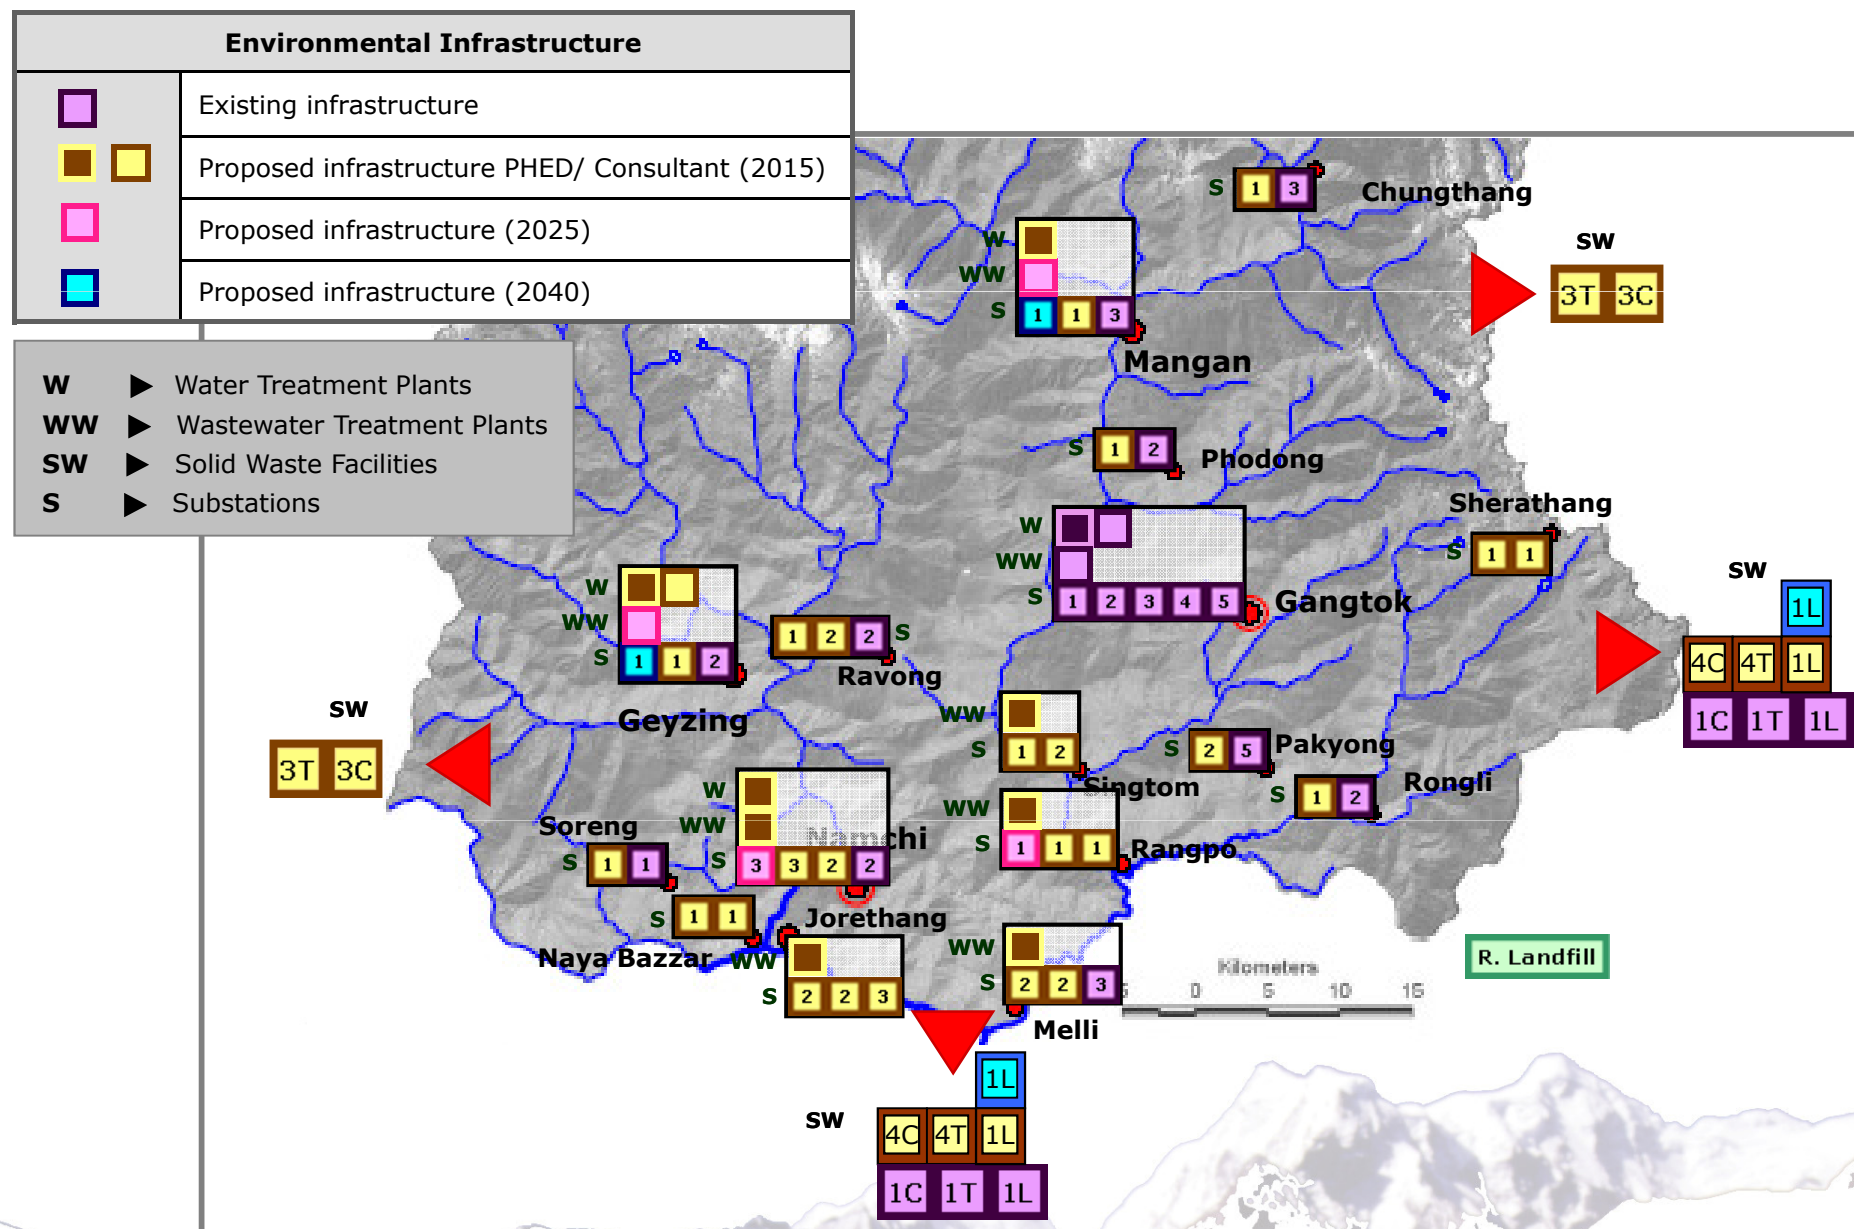 Environmental Infrastructure
Existing infrastructure
Proposed infrastructure PHED/ Consultant (2015)
Proposed infrastructure (2025)
Proposed infrastructure (2040)
W ▶ Water Treatment Plants
WW ▶ Wastewater Treatment Plants
SW ▶ Solid Waste Facilities
S ▶ Substations
S 1 3
Chungthang
SW
3T 3C
W
WW
S 1 1 3
Mangan
S 1 2
Phodong
Sherathang
S 1 1
W
WW
S 1 2 3 4 5
Gangtok
SW
1L
4C 4T 1L
1C 1T 1L
W
WW
S 1 1 2
Geyzing
1 2 2 S
Ravong
SW
3T 3C
WW
S 1 2
Singtom
S 2 5
Pakyong
S 1 2
Rongli
W
WW
S 3 3 2 2
Namchi
WW
S 1 1 1
Rangpo
Soreng
S 1 1
S 1 1
Naya Bazzar
Jorethang
WW
S 2 2 3
WW
S 2 2 3
Melli
R. Landfill
Kilometers
5 0 5 10 15
SW
1L
4C 4T 1L
1C 1T 1L